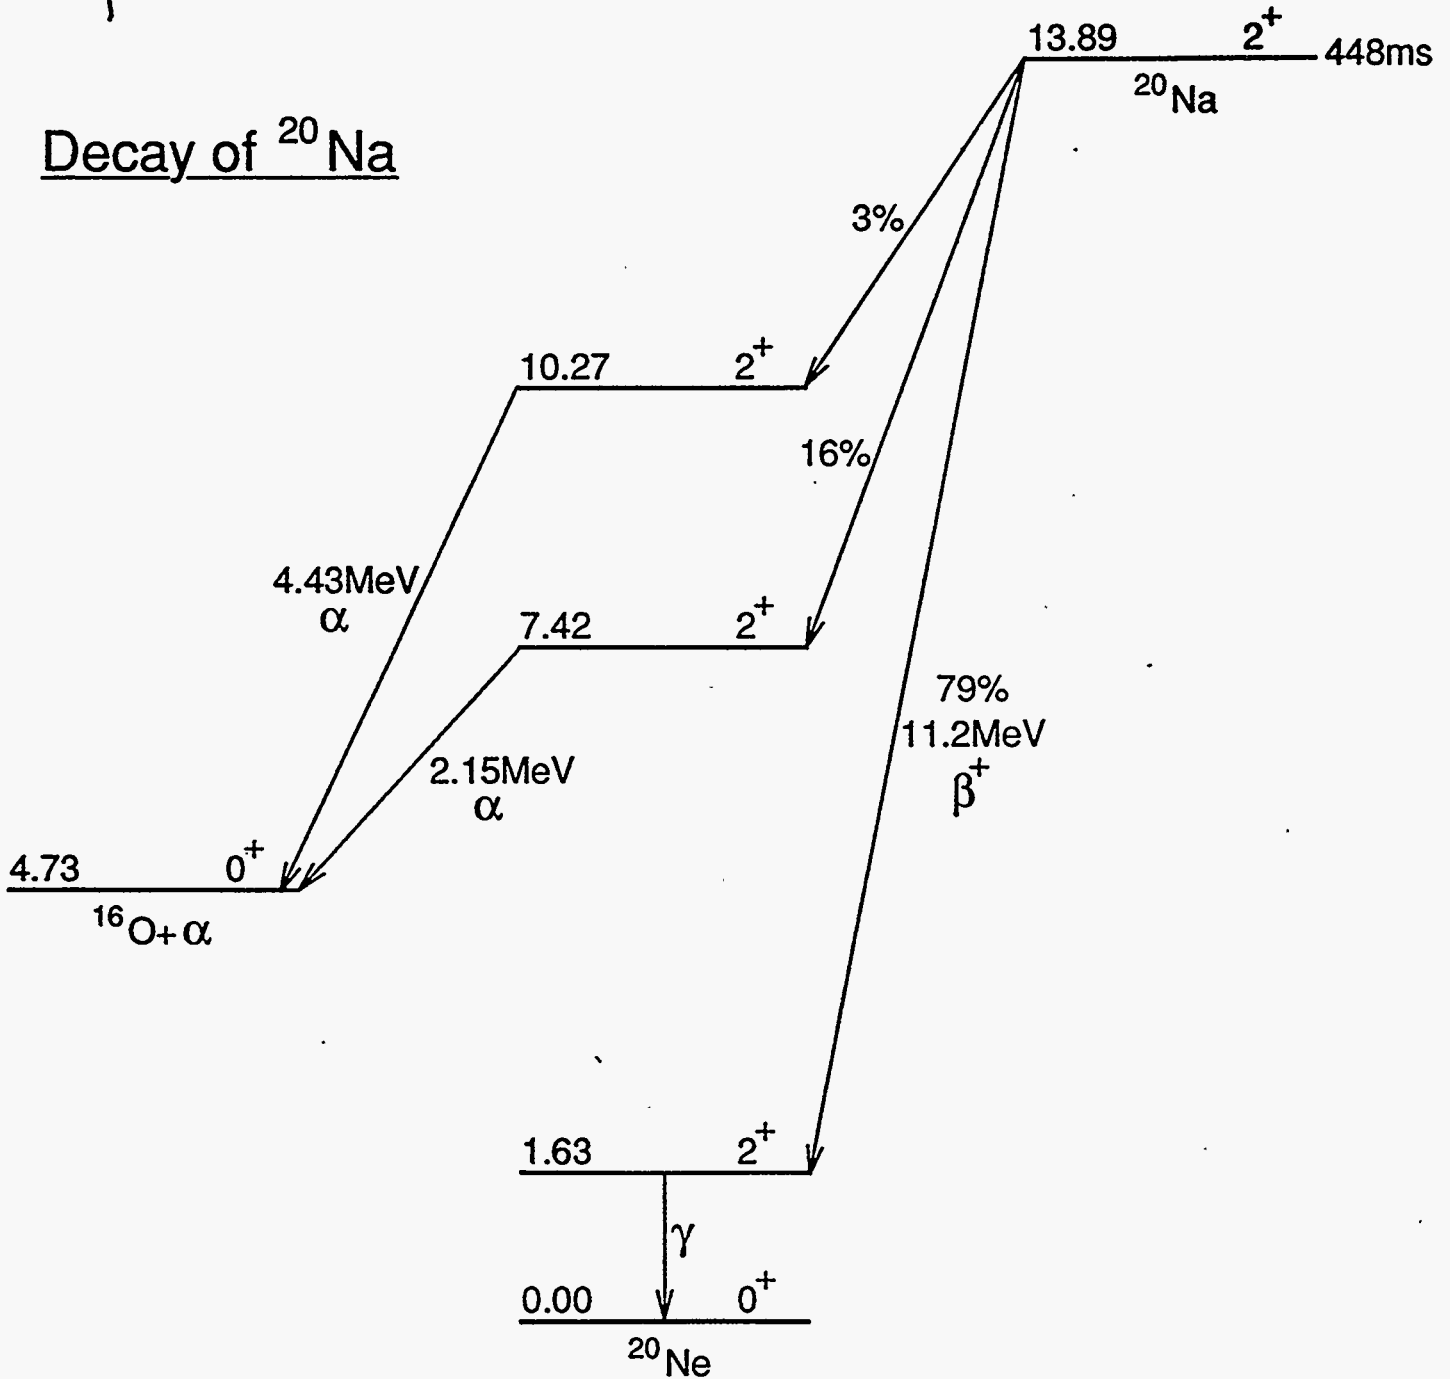 13.89 2⁺ 448ms
²⁰Na
Decay of ²⁰Na
3%
10.27 2⁺
16%
4.43MeV
α
7.42 2⁺
79%
11.2MeV
β⁺
2.15MeV
α
4.73 0⁺
¹⁶O+α
1.63 2⁺
γ
0.00 0⁺
²⁰Ne